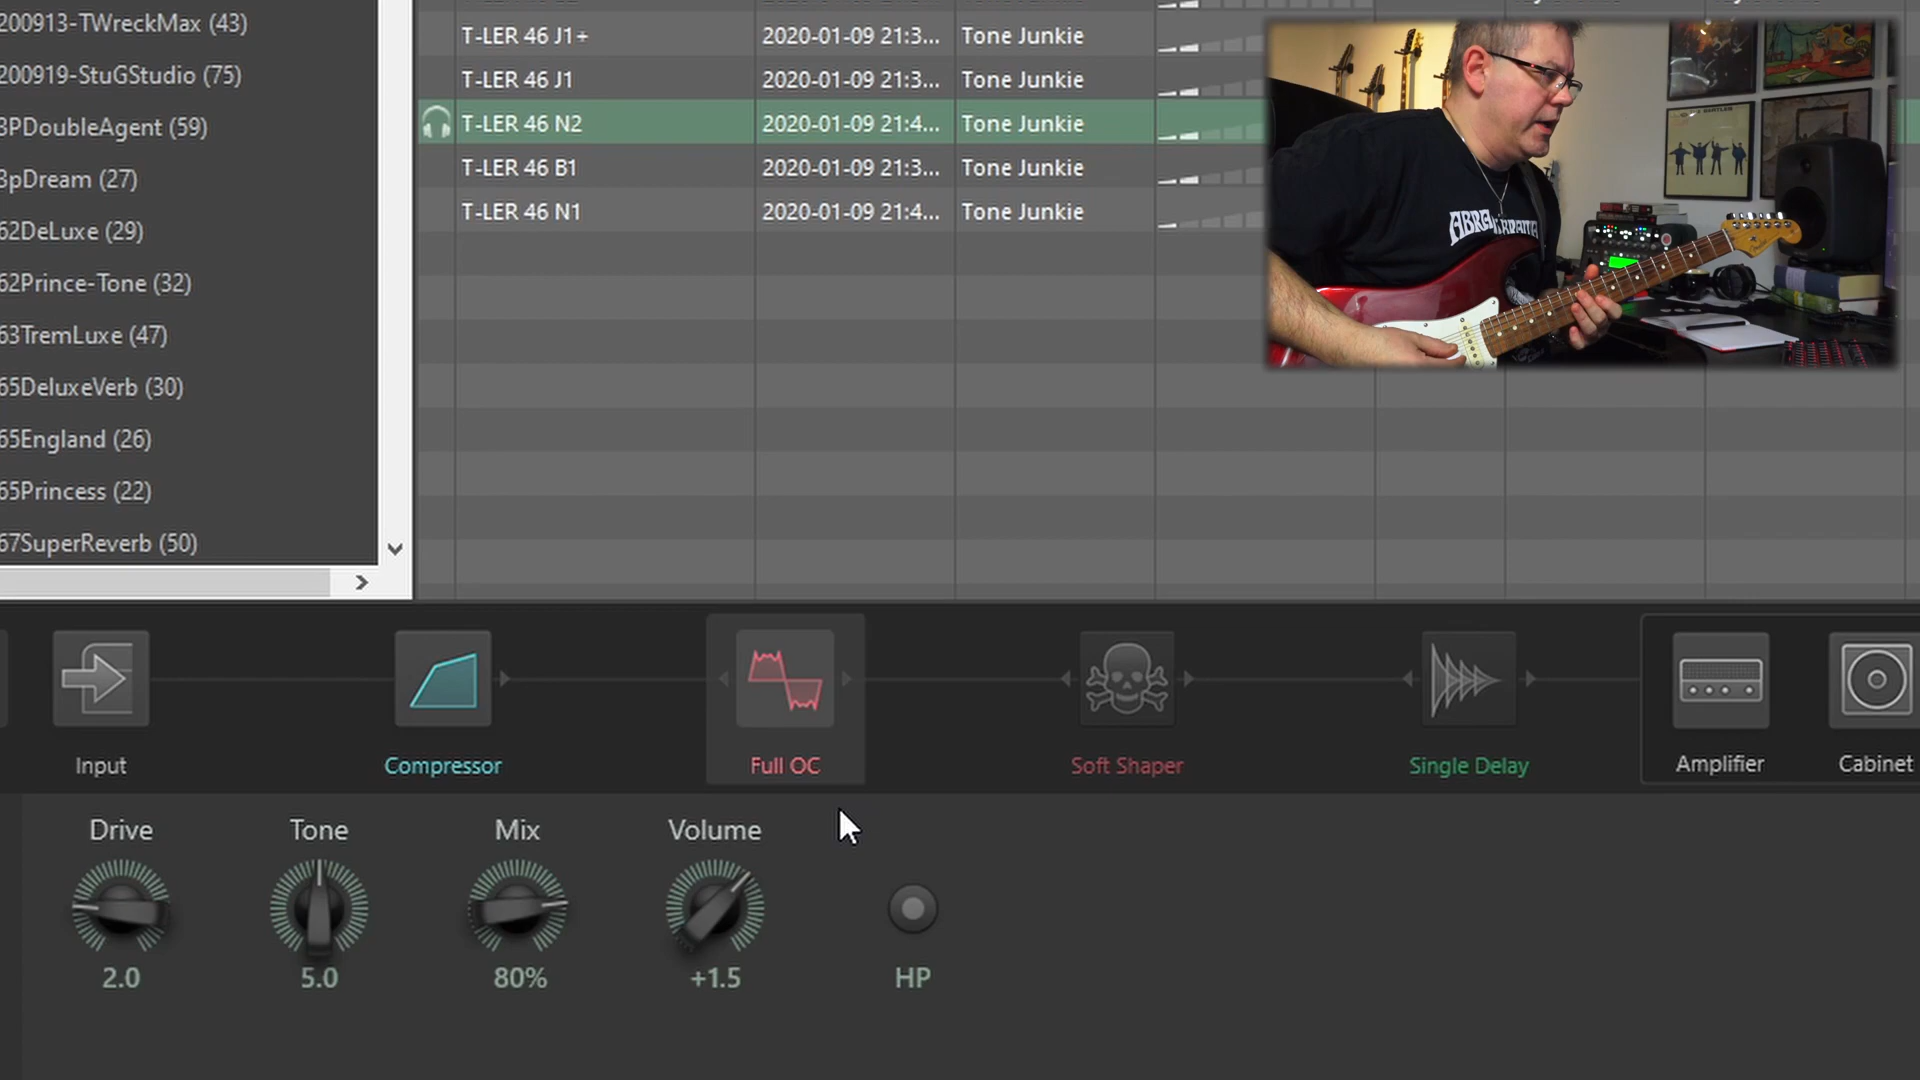 200913-TWreckMax (43)
200919-StuGStudio (75)
3PDoubleAgent (59)
3pDream (27)
62DeLuxe (29)
62Prince-Tone (32)
63TremLuxe (47)
65DeluxeVerb (30)
65England (26)
65Princess (22)
67SuperReverb (50)
T-LER 46 J1+ 2020-01-09 21:3... Tone Junkie
T-LER 46 J1 2020-01-09 21:3... Tone Junkie
T-LER 46 N2 2020-01-09 21:4... Tone Junkie
T-LER 46 B1 2020-01-09 21:3... Tone Junkie
T-LER 46 N1 2020-01-09 21:4... Tone Junkie
Input Compressor Full OC Soft Shaper Single Delay Amplifier Cabinet
Drive Tone Mix Volume
2.0 5.0 80% +1.5 HP